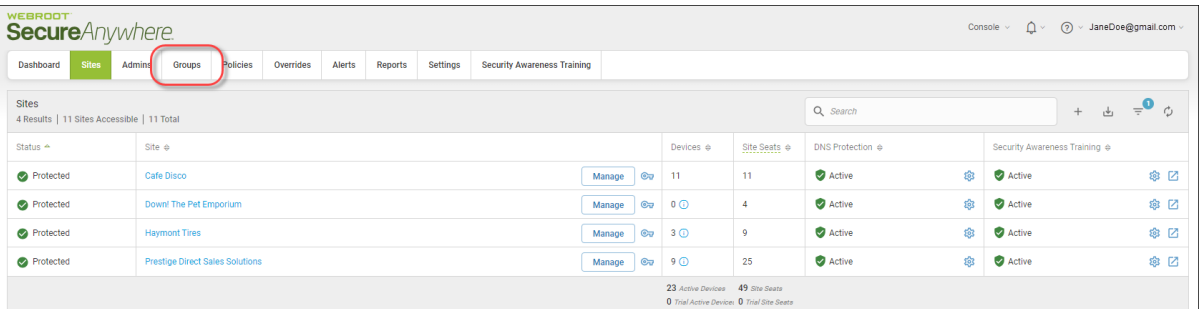 WEBROOT
SecureAnywhere.
Console
JaneDoe@gmail.com
Dashboard Sites Admins Groups Policies Overrides Alerts Reports Settings Security Awareness Training
Sites
4 Results | 11 Sites Accessible | 11 Total
Search
1
Status Site Devices Site Seats DNS Protection Security Awareness Training
Protected Cafe Disco Manage 11 11 Active Active
Protected Down! The Pet Emporium Manage 0 4 Active Active
Protected Haymont Tires Manage 3 9 Active Active
Protected Prestige Direct Sales Solutions Manage 9 25 Active Active
23 Active Devices 49 Site Seats
0 Trial Active Devices 0 Trial Site Seats